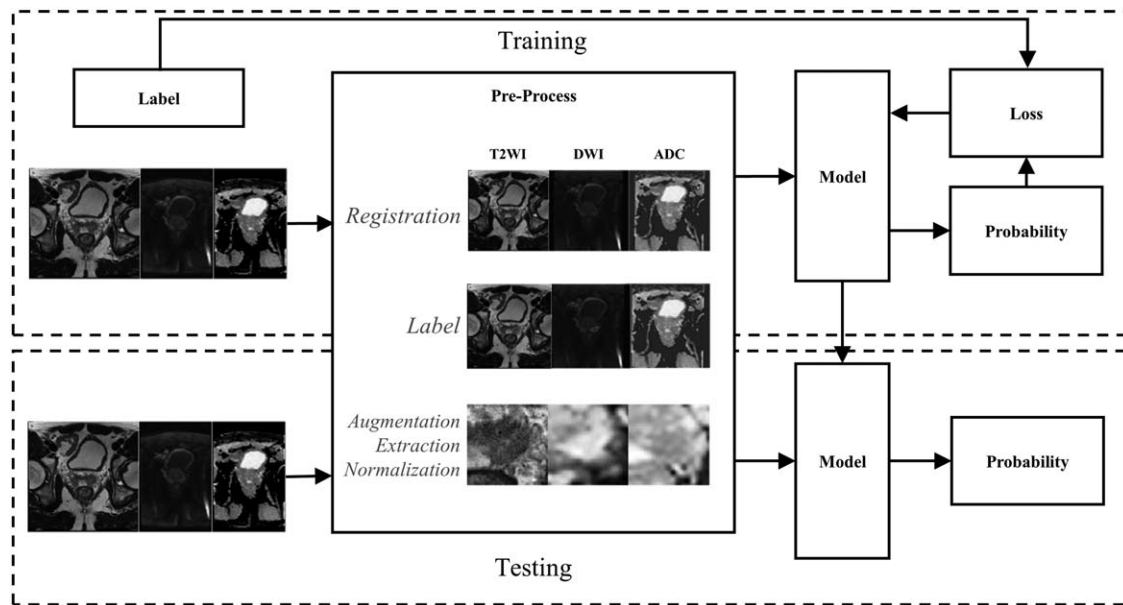 Training
Label
Pre-Process
T2WI DWI ADC
Registration
Label
Augmentation
Extraction
Normalization
Model
Loss
Probability
Model
Probability
Testing